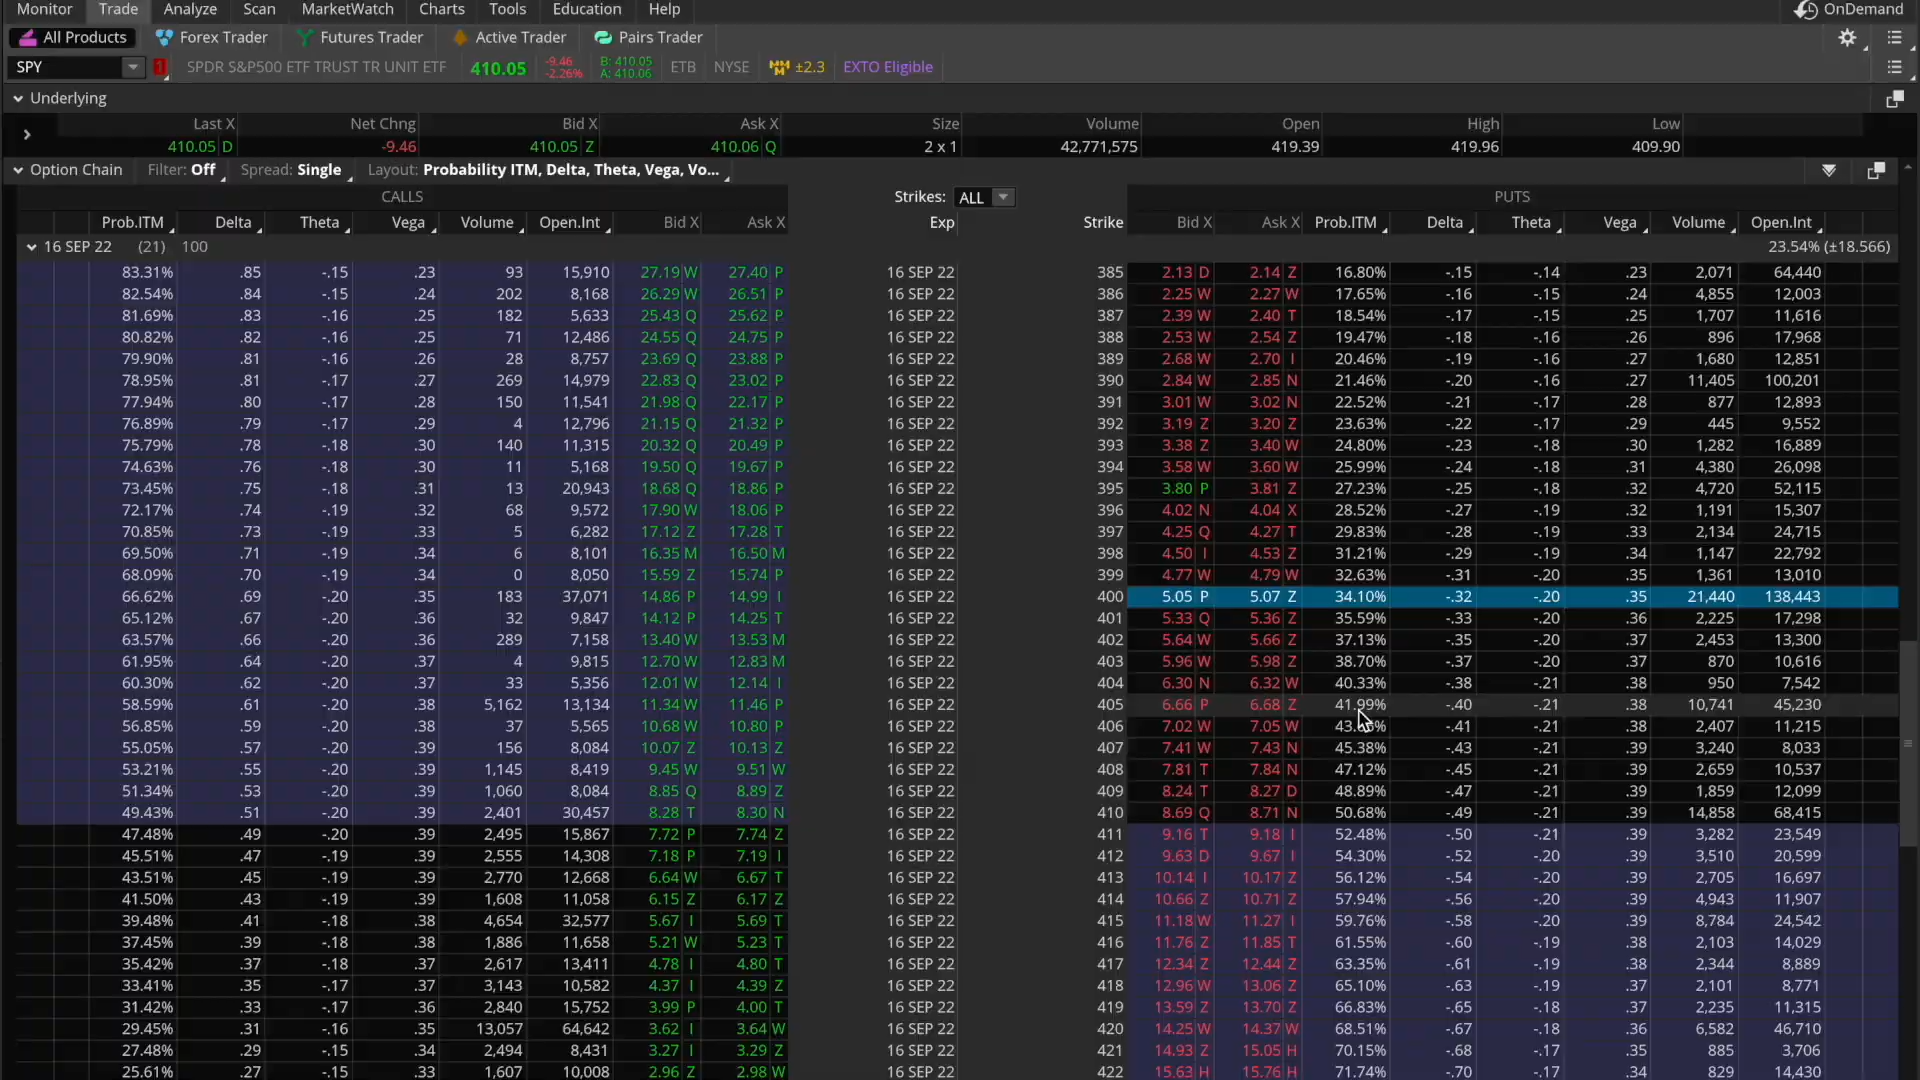 Monitor Trade Analyze Scan MarketWatch Charts Tools Education Help OnDemand
All Products Forex Trader Futures Trader Active Trader Pairs Trader
SPY 1 SPDR S&P500 ETF TRUST TR UNIT ETF 410.05 -9.46 -2.26% B: 410.05 A: 410.06 ETB NYSE ±2.3 EXTO Eligible
Underlying
Last X Net Chng Bid X Ask X Size Volume Open High Low
410.05 D -9.46 410.05 Z 410.06 Q 2 x 1 42,771,575 419.39 419.96 409.90
Option Chain Filter: Off Spread: Single Layout: Probability ITM, Delta, Theta, Vega, Vo...
CALLS Strikes: ALL PUTS
Prob.ITM Delta Theta Vega Volume Open.Int Bid X Ask X Exp Strike Bid X Ask X Prob.ITM Delta Theta Vega Volume Open.Int
16 SEP 22 (21) 100 23.54% (±18.566)
83.31% .85 -.15 .23 93 15,910 27.19 W 27.40 P 16 SEP 22 385 2.13 D 2.14 Z 16.80% -.15 -.14 .23 2,071 64,440
82.54% .84 -.15 .24 202 8,168 26.29 W 26.51 P 16 SEP 22 386 2.25 W 2.27 W 17.65% -.16 -.15 .24 4,855 12,003
81.69% .83 -.16 .25 182 5,633 25.43 Q 25.62 P 16 SEP 22 387 2.39 W 2.40 T 18.54% -.17 -.15 .25 1,707 11,616
80.82% .82 -.16 .25 71 12,486 24.55 Q 24.75 P 16 SEP 22 388 2.53 W 2.54 Z 19.47% -.18 -.16 .26 896 17,968
79.90% .81 -.16 .26 28 8,757 23.69 Q 23.88 P 16 SEP 22 389 2.68 W 2.70 I 20.46% -.19 -.16 .27 1,680 12,851
78.95% .81 -.17 .27 269 14,979 22.83 Q 23.02 P 16 SEP 22 390 2.84 W 2.85 N 21.46% -.20 -.16 .27 11,405 100,201
77.94% .80 -.17 .28 150 11,541 21.98 Q 22.17 P 16 SEP 22 391 3.01 W 3.02 N 22.52% -.21 -.17 .28 877 12,893
76.89% .79 -.17 .29 4 12,796 21.15 Q 21.32 P 16 SEP 22 392 3.19 Z 3.20 Z 23.63% -.22 -.17 .29 445 9,552
75.79% .78 -.18 .30 140 11,315 20.32 Q 20.49 P 16 SEP 22 393 3.38 Z 3.40 W 24.80% -.23 -.18 .30 1,282 16,889
74.63% .76 -.18 .30 11 5,168 19.50 Q 19.67 P 16 SEP 22 394 3.58 W 3.60 W 25.99% -.24 -.18 .31 4,380 26,098
73.45% .75 -.18 .31 13 20,943 18.68 Q 18.86 P 16 SEP 22 395 3.80 P 3.81 Z 27.23% -.25 -.18 .32 4,720 52,115
72.17% .74 -.19 .32 68 9,572 17.90 W 18.06 P 16 SEP 22 396 4.02 N 4.04 X 28.52% -.27 -.19 .32 1,191 15,307
70.85% .73 -.19 .33 5 6,282 17.12 Z 17.28 T 16 SEP 22 397 4.25 Q 4.27 T 29.83% -.28 -.19 .33 2,134 24,715
69.50% .71 -.19 .34 6 8,101 16.35 M 16.50 M 16 SEP 22 398 4.50 I 4.53 Z 31.21% -.29 -.19 .34 1,147 22,792
68.09% .70 -.19 .34 0 8,050 15.59 Z 15.74 P 16 SEP 22 399 4.77 W 4.79 W 32.63% -.31 -.20 .35 1,361 13,010
66.62% .69 -.19 .35 183 37,071 14.86 P 14.99 I 16 SEP 22 400 5.05 P 5.07 Z 34.10% -.32 -.20 .35 21,440 138,443
65.12% .67 -.20 .36 32 9,847 14.12 P 14.25 T 16 SEP 22 401 5.33 Q 5.36 Z 35.59% -.33 -.20 .36 2,225 17,298
63.57% .66 -.20 .36 289 7,158 13.40 W 13.53 M 16 SEP 22 402 5.64 W 5.66 Z 37.13% -.35 -.20 .37 2,453 13,300
61.95% .64 -.20 .37 4 9,815 12.70 W 12.83 M 16 SEP 22 403 5.96 W 5.98 Z 38.70% -.37 -.20 .37 870 10,616
60.30% .62 -.20 .37 33 5,356 12.01 W 12.14 I 16 SEP 22 404 6.30 N 6.32 W 40.33% -.38 -.21 .38 950 7,542
58.59% .61 -.20 .38 5,162 13,134 11.34 W 11.46 P 16 SEP 22 405 6.66 P 6.68 Z 41.99% -.40 -.21 .38 10,741 45,230
56.85% .59 -.20 .38 37 5,565 10.68 W 10.80 P 16 SEP 22 406 7.02 W 7.05 W -.41 -.21 .38 2,407 11,215
55.05% .57 -.20 .39 156 8,084 10.07 Z 10.13 Z 16 SEP 22 407 7.41 W 7.43 N 45.38% -.43 -.21 .39 3,240 8,033
53.21% .55 -.20 .39 1,145 8,419 9.45 W 9.51 W 16 SEP 22 408 7.81 T 7.84 N 47.12% -.45 -.21 .39 2,659 10,537
51.34% .53 -.20 .39 1,060 8,084 8.85 Q 8.89 Z 16 SEP 22 409 8.24 T 8.27 D 48.89% -.47 -.21 .39 1,859 12,099
49.43% .51 -.20 .39 2,401 30,457 8.28 T 8.30 N 16 SEP 22 410 8.69 Q 8.71 N 50.68% -.49 -.21 .39 14,858 68,415
47.48% .49 -.20 .39 2,495 15,867 7.72 P 7.74 Z 16 SEP 22 411 9.16 T 9.18 I 52.48% -.50 -.21 .39 3,282 23,549
45.51% .47 -.19 .39 2,555 14,308 7.18 P 7.19 I 16 SEP 22 412 9.63 D 9.67 I 54.30% -.52 -.20 .39 3,510 20,599
43.51% .45 -.19 .39 2,770 12,668 6.64 W 6.67 T 16 SEP 22 413 10.14 I 10.17 Z 56.12% -.54 -.20 .39 2,705 16,697
41.50% .43 -.19 .39 1,608 11,058 6.15 Z 6.17 Z 16 SEP 22 414 10.66 Z 10.71 Z 57.94% -.56 -.20 .39 4,943 11,907
39.48% .41 -.18 .38 4,654 32,577 5.67 I 5.69 T 16 SEP 22 415 11.18 W 11.27 I 59.76% -.58 -.20 .39 8,784 24,542
37.45% .39 -.18 .38 1,886 11,658 5.21 W 5.23 T 16 SEP 22 416 11.76 Z 11.85 T 61.55% -.60 -.19 .38 2,103 14,029
35.42% .37 -.18 .37 2,617 13,411 4.78 I 4.80 T 16 SEP 22 417 12.34 Z 12.44 Z 63.35% -.61 -.19 .38 2,344 8,889
33.41% .35 -.17 .37 3,143 10,582 4.37 I 4.39 Z 16 SEP 22 418 12.96 W 13.06 Z 65.10% -.63 -.19 .37 2,101 8,771
31.42% .33 -.17 .36 2,840 15,752 3.99 P 4.00 T 16 SEP 22 419 13.59 Z 13.70 Z 66.83% -.65 -.18 .37 2,235 11,315
29.45% .31 -.16 .35 13,057 64,642 3.62 I 3.64 W 16 SEP 22 420 14.25 W 14.37 W 68.51% -.67 -.18 .36 6,582 46,710
27.48% .29 -.15 .34 2,494 8,431 3.27 I 3.29 Z 16 SEP 22 421 14.93 Z 15.05 H 70.15% -.68 -.17 .35 885 3,706
25.61% .27 -.15 .33 1,607 10,008 2.96 Z 2.98 W 16 SEP 22 422 15.63 H 15.76 H 71.74% -.70 -.17 .34 829 14,430